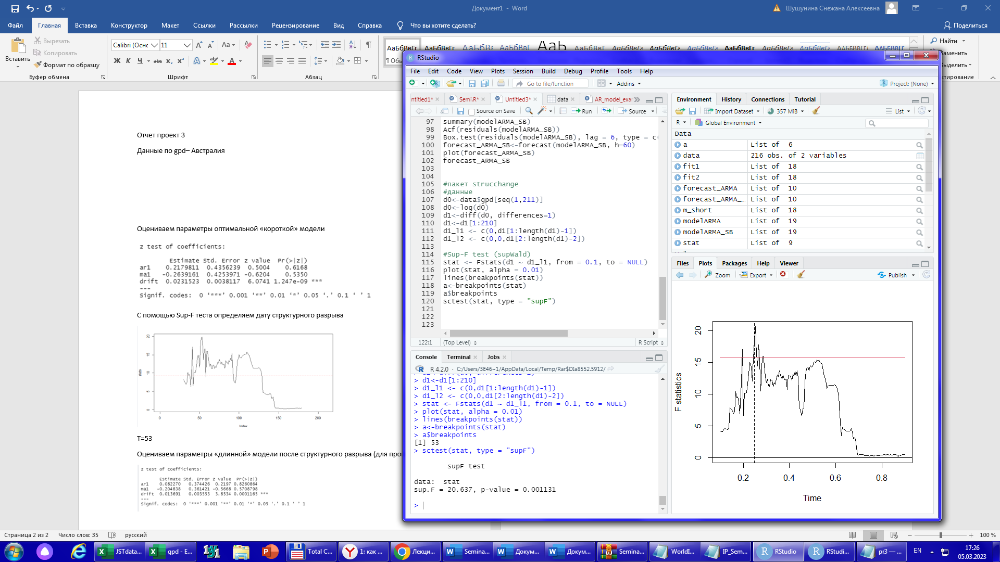 Документ1 - Word
Шушунина Снежана Алексеевна
Файл
Главная
Вставка
Конструктор
Макет
Ссылки
Рассылки
Рецензирование
Вид
Справка
Что вы хотите сделать?
Поделиться
Вставить
Вырезать
Копировать
Формат по образцу
Буфер обмена
Calibri (Оснс
11
Шрифт
Абзац
Найти
Отчет проект 3
Данные по gpd– Австралия
Оцениваем параметры оптимальной «короткой» модели
z test of coefficients:
Estimate Std. Error z value Pr(>|z|)
ar1 0.2179811 0.4356239 0.5004 0.6168
ma1 -0.2639161 0.4253971 -0.6204 0.5350
drift 0.0231523 0.0038117 6.0741 1.247e-09 ***
---
Signif. codes: 0 ‘***’ 0.001 ‘**’ 0.01 ‘*’ 0.05 ‘.’ 0.1 ‘ ’ 1
С помощью Sup-F теста определяем дату структурного разрыва
stats
20
15
10
5
0
0 50 100 150 200
Index
T=53
Оцениваем параметры «длинной» модели после структурного разрыва (для про
z test of coefficients:
Estimate Std. Error z value Pr(>|z|)
ar1 0.082270 0.374426 0.2197 0.8260864
ma1 -0.204838 0.361421 -0.5668 0.5708798
drift 0.013691 0.003553 3.8534 0.0001165 ***
---
Signif. codes: 0 ‘***’ 0.001 ‘**’ 0.01 ‘*’ 0.05 ‘.’ 0.1 ‘ ’ 1
RStudio
File Edit Code View Plots Session Build Debug Profile Tools Help
Go to file/function
Addins
Project: (None)
ntitled1*
Semi.R*
Untitled3*
data
AR_model_exa
Source on Save
Run
Source
97 summary(modelARMA_SB)
98 Acf(residuals(modelARMA_SB))
99 Box.test(residuals(modelARMA_SB), lag = 6, type = c(
100 forecast_ARMA_SB<-forecast(modelARMA_SB, h=60)
101 plot(forecast_ARMA_SB)
102 forecast_ARMA_SB
103
104
105 #пакет strucchange
106 #данные
107 d0<-data$gpd[seq(1,211)]
108 d0<-log(d0)
109 d1<-diff(d0, differences=1)
110 d1<-d1[1:210]
111 d1_l1 <- c(0,d1[1:length(d1)-1])
112 d1_l2 <- c(0,0,d1[2:length(d1)-2])
113
114 #Sup-F test (supWald)
115 stat <- Fstats(d1 ~ d1_l1, from = 0.1, to = NULL)
116 plot(stat, alpha = 0.01)
117 lines(breakpoints(stat))
118 a<-breakpoints(stat)
119 a$breakpoints
120 sctest(stat, type = "supF")
121
122
123
122:1 (Top Level) R Script
Console Terminal Jobs
R 4.2.0 · C:/Users/3E46~1/AppData/Local/Temp/Rar$DIa8552.5912/
> d1<-d1[1:210]
> d1_l1 <- c(0,d1[1:length(d1)-1])
> d1_l2 <- c(0,0,d1[2:length(d1)-2])
> stat <- Fstats(d1 ~ d1_l1, from = 0.1, to = NULL)
> plot(stat, alpha = 0.01)
> lines(breakpoints(stat))
> a<-breakpoints(stat)
> a$breakpoints
[1] 53
> sctest(stat, type = "supF")
supF test
data: stat
sup.F = 20.637, p-value = 0.001131
>
Environment History Connections Tutorial
Import Dataset
357 MiB
List
R
Global Environment
Data
a List of 6
data 216 obs. of 2 variables
fit1 List of 18
fit2 List of 18
forecast_ARMA List of 10
forecast_ARMA_… List of 10
m_short List of 18
modelARMA List of 19
modelARMA_SB List of 19
stat List of 9
Files Plots Packages Help Viewer
Zoom
Export
Publish
F statistics
20
15
10
5
0
0.2 0.4 0.6 0.8
Time
Страница 2 из 2
Число слов: 35
русский
100 %
JSTdata...
gpd - E...
Total C...
1: как ...
Лекци...
Semina...
Докум...
Докум...
Semina...
WorldI...
IP_Sem...
RStudio
RStudi...
pr3 — ...
EN
17:26
05.03.2023